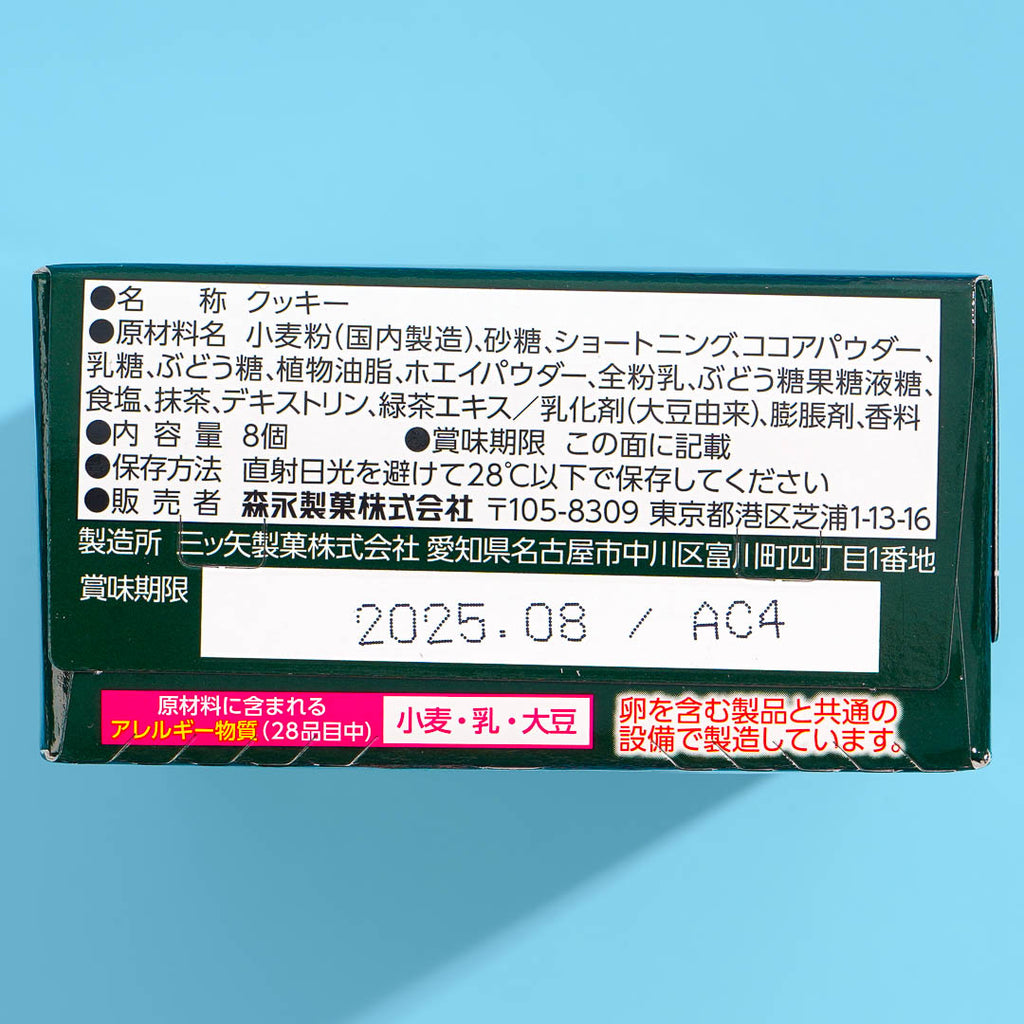 ●名　称 クッキー
●原材料名 小麦粉(国内製造)、砂糖、ショートニング、ココアパウダー、
乳糖、ぶどう糖、植物油脂、ホエイパウダー、全粉乳、ぶどう糖果糖液糖、
食塩、抹茶、デキストリン、緑茶エキス／乳化剤(大豆由来)、膨脹剤、香料
●内容量 8個 ●賞味期限 この面に記載
●保存方法 直射日光を避けて28℃以下で保存してください
●販売者 森永製菓株式会社 〒105-8309 東京都港区芝浦1-13-16
製造所 三ッ矢製菓株式会社 愛知県名古屋市中川区富川町四丁目1番地
賞味期限 2025.08 / AC4
原材料に含まれる
アレルギー物質(28品目中)
小麦・乳・大豆
卵を含む製品と共通の
設備で製造しています。